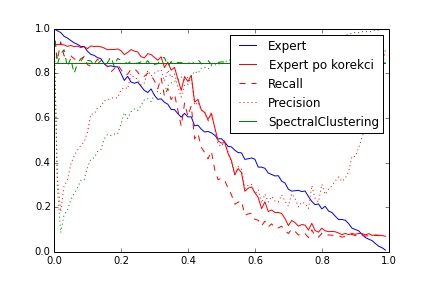 1.0
0.8
0.6
0.4
0.2
0.0
0.0 0.2 0.4 0.6 0.8 1.0
Expert
Expert po korekci
Recall
Precision
SpectralClustering